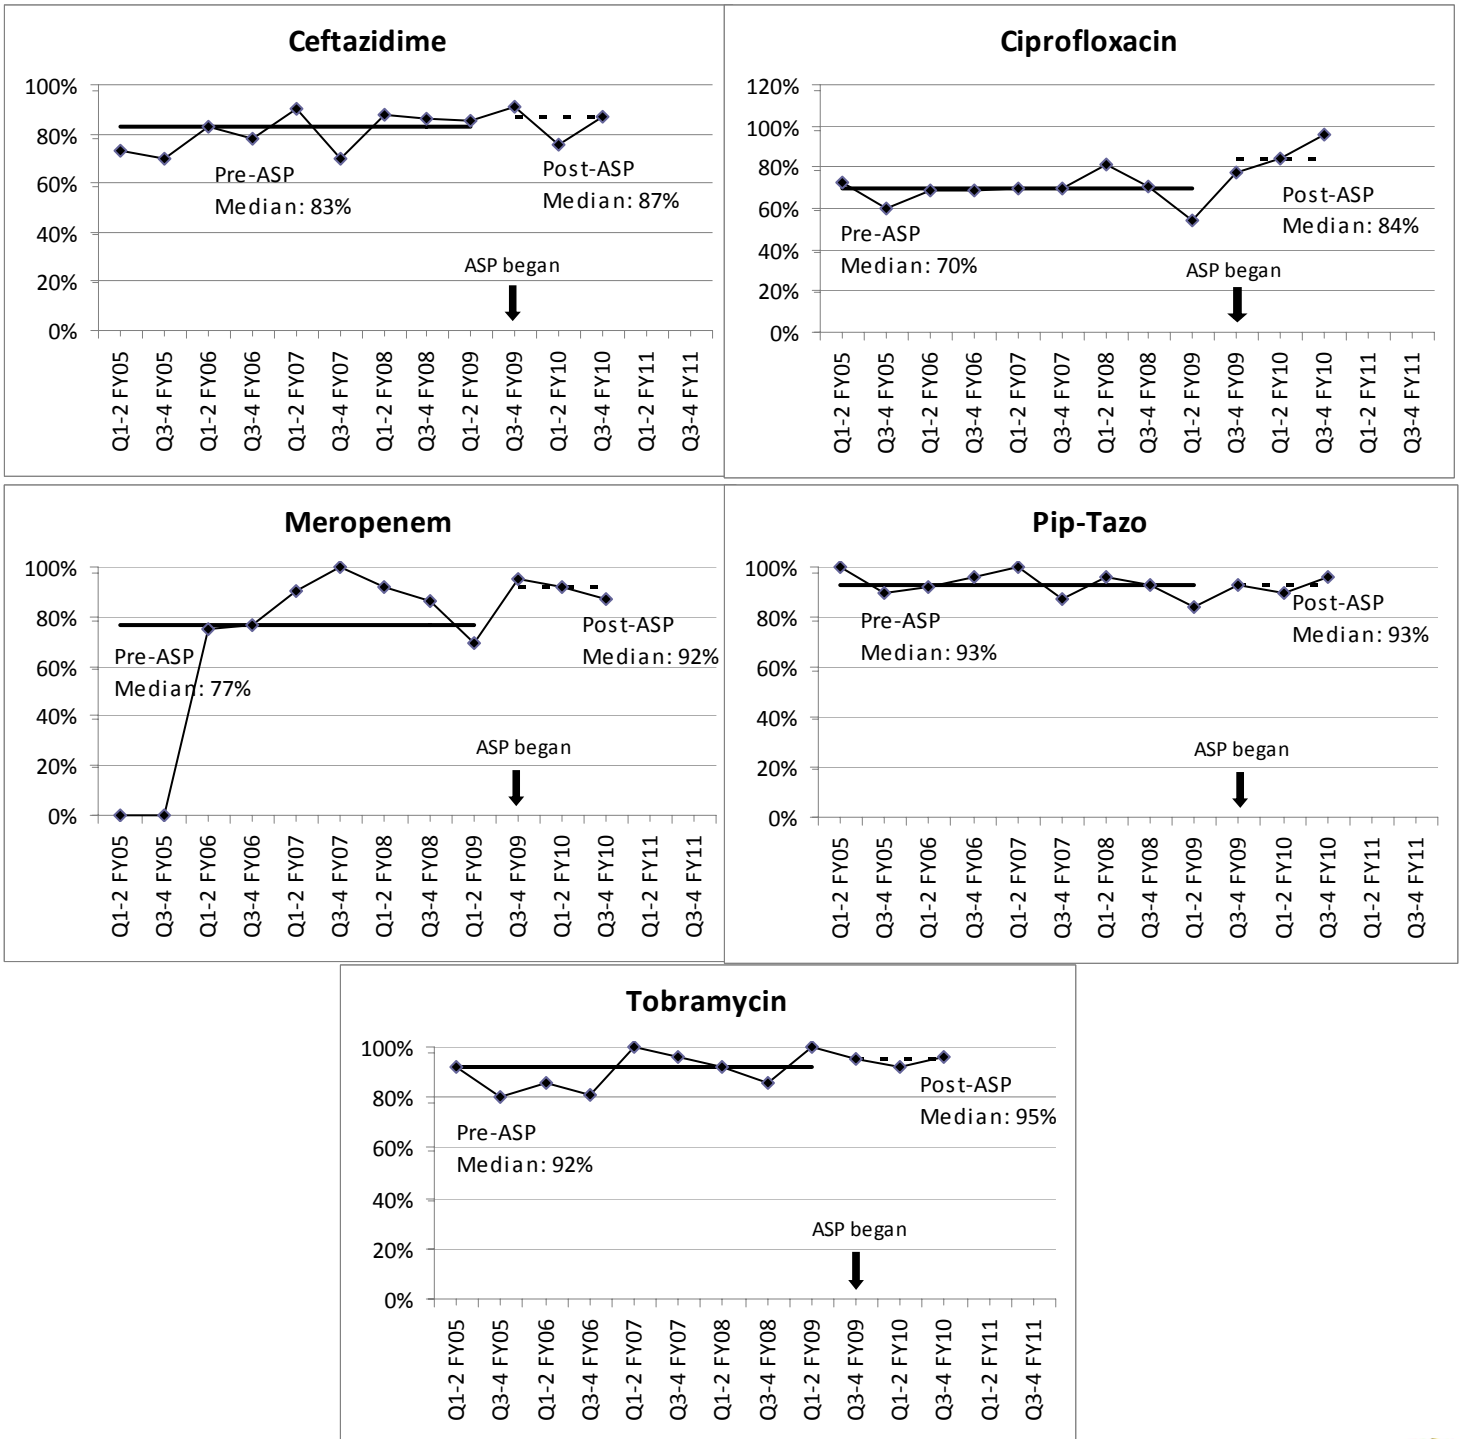 Ceftazidime
100%
80%
60%
40%
20%
0%
Pre-ASP
Median: 83%
Post-ASP
Median: 87%
ASP began
Q1-2 FY05
Q3-4 FY05
Q1-2 FY06
Q3-4 FY06
Q1-2 FY07
Q3-4 FY07
Q1-2 FY08
Q3-4 FY08
Q1-2 FY09
Q3-4 FY09
Q1-2 FY10
Q3-4 FY10
Q1-2 FY11
Q3-4 FY11
Ciprofloxacin
120%
100%
80%
60%
40%
20%
0%
Pre-ASP
Median: 70%
Post-ASP
Median: 84%
ASP began
Q1-2 FY05
Q3-4 FY05
Q1-2 FY06
Q3-4 FY06
Q1-2 FY07
Q3-4 FY07
Q1-2 FY08
Q3-4 FY08
Q1-2 FY09
Q3-4 FY09
Q1-2 FY10
Q3-4 FY10
Q1-2 FY11
Q3-4 FY11
Meropenem
100%
80%
60%
40%
20%
0%
Pre-ASP
Median: 77%
Post-ASP
Median: 92%
ASP began
Q1-2 FY05
Q3-4 FY05
Q1-2 FY06
Q3-4 FY06
Q1-2 FY07
Q3-4 FY07
Q1-2 FY08
Q3-4 FY08
Q1-2 FY09
Q3-4 FY09
Q1-2 FY10
Q3-4 FY10
Q1-2 FY11
Q3-4 FY11
Pip-Tazo
100%
80%
60%
40%
20%
0%
Pre-ASP
Median: 93%
Post-ASP
Median: 93%
ASP began
Q1-2 FY05
Q3-4 FY05
Q1-2 FY06
Q3-4 FY06
Q1-2 FY07
Q3-4 FY07
Q1-2 FY08
Q3-4 FY08
Q1-2 FY09
Q3-4 FY09
Q1-2 FY10
Q3-4 FY10
Q1-2 FY11
Q3-4 FY11
Tobramycin
100%
80%
60%
40%
20%
0%
Pre-ASP
Median: 92%
Post-ASP
Median: 95%
ASP began
Q1-2 FY05
Q3-4 FY05
Q1-2 FY06
Q3-4 FY06
Q1-2 FY07
Q3-4 FY07
Q1-2 FY08
Q3-4 FY08
Q1-2 FY09
Q3-4 FY09
Q1-2 FY10
Q3-4 FY10
Q1-2 FY11
Q3-4 FY11